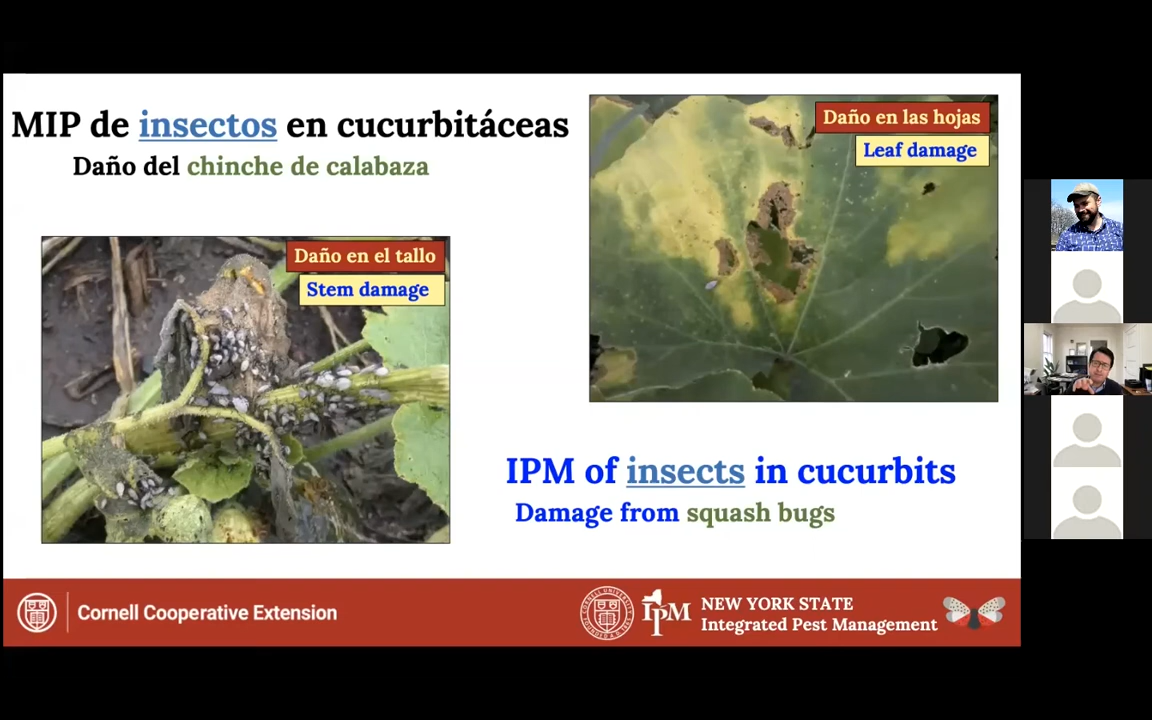 MIP de insectos en cucurbitáceas
Daño del chinche de calabaza
Daño en las hojas
Leaf damage
Daño en el tallo
Stem damage
IPM of insects in cucurbits
Damage from squash bugs
Cornell Cooperative Extension
IPM
NEW YORK STATE
Integrated Pest Management